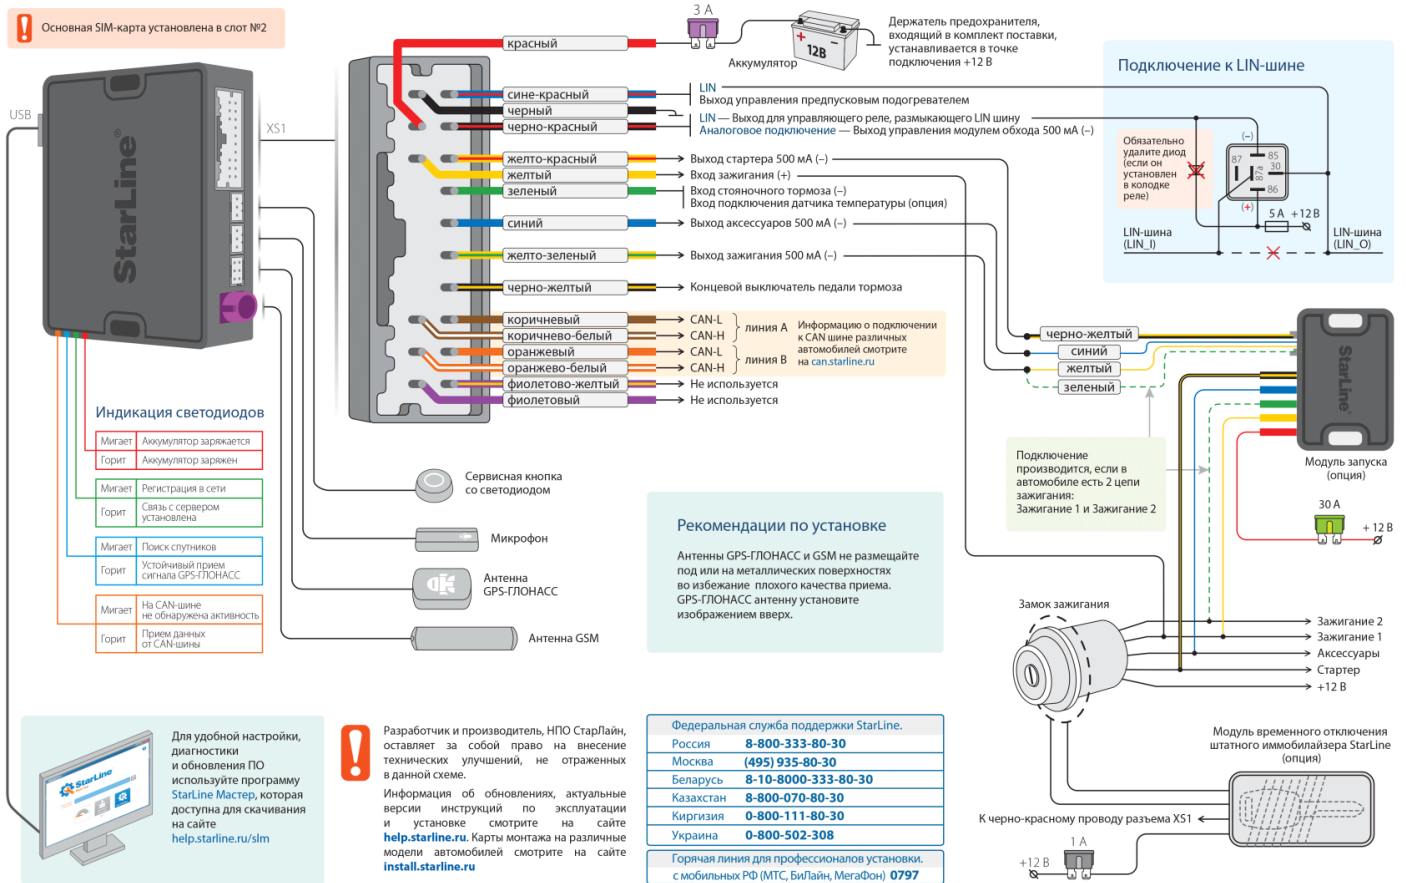 Основная SIM-карта установлена в слот №2
USB
StarLine®
XS1
3 А
12В
Аккумулятор
Держатель предохранителя,
входящий в комплект поставки,
устанавливается в точке
подключения +12 В
красный
сине-красный
черный
черно-красный
желто-красный
желтый
зеленый
синий
желто-зеленый
черно-желтый
коричневый
коричнево-белый
оранжевый
оранжево-белый
фиолетово-желтый
фиолетовый
LIN
Выход управления предпусковым подогревателем
LIN — Выход для управляющего реле, размыкающего LIN шину
Аналоговое подключение — Выход управления модулем обхода 500 мА (–)
Выход стартера 500 мА (–)
Вход зажигания (+)
Вход стояночного тормоза (–)
Вход подключения датчика температуры (опция)
Выход аксессуаров 500 мА (–)
Выход зажигания 500 мА (–)
Концевой выключатель педали тормоза
CAN-L
CAN-H
линия А
CAN-L
CAN-H
линия В
Информацию о подключении
к CAN шине различных
автомобилей смотрите
на can.starline.ru
Не используется
Не используется
Подключение к LIN-шине
Обязательно
удалите диод
(если он
установлен
в колодке
реле)
(–)
87
85
30
87a
86
(+)
5 А
+12 В
LIN-шина
(LIN_I)
LIN-шина
(LIN_O)
черно-желтый
синий
желтый
зеленый
StarLine®
Модуль запуска
(опция)
30 А
+ 12 В
Подключение
производится, если в
автомобиле есть 2 цепи
зажигания:
Зажигание 1 и Зажигание 2
Индикация светодиодов
Мигает Аккумулятор заряжается
Горит Аккумулятор заряжен
Мигает Регистрация в сети
Горит Связь с сервером
установлена
Мигает Поиск спутников
Горит Устойчивый прием
сигнала GPS-ГЛОНАСС
Мигает На CAN-шине
не обнаружена активность
Горит Прием данных
от CAN-шины
Сервисная кнопка
со светодиодом
Микрофон
Антенна
GPS-ГЛОНАСС
Антенна GSM
Рекомендации по установке
Антенны GPS-ГЛОНАСС и GSM не размещайте
под или на металлических поверхностях
во избежание плохого качества приема.
GPS-ГЛОНАСС антенну установите
изображением вверх.
Замок зажигания
Зажигание 2
Зажигание 1
Аксессуары
Стартер
+12 В
Модуль временного отключения
штатного иммобилайзера StarLine
(опция)
К черно-красному проводу разъема XS1
1 А
+12 В
StarLine
Для удобной настройки,
диагностики
и обновления ПО
используйте программу
StarLine Мастер, которая
доступна для скачивания
на сайте
help.starline.ru/slm
Разработчик и производитель, НПО СтарЛайн,
оставляет за собой право на внесение
технических улучшений, не отраженных
в данной схеме.
Информация об обновлениях, актуальные
версии инструкций по эксплуатации
и установке смотрите на сайте
help.starline.ru. Карты монтажа на различные
модели автомобилей смотрите на сайте
install.starline.ru
Федеральная служба поддержки StarLine.
Россия 8-800-333-80-30
Москва (495) 935-80-30
Беларусь 8-10-8000-333-80-30
Казахстан 8-800-070-80-30
Киргизия 0-800-111-80-30
Украина 0-800-502-308
Горячая линия для профессионалов установки.
с мобильных РФ (МТС, БиЛайн, МегаФон) 0797